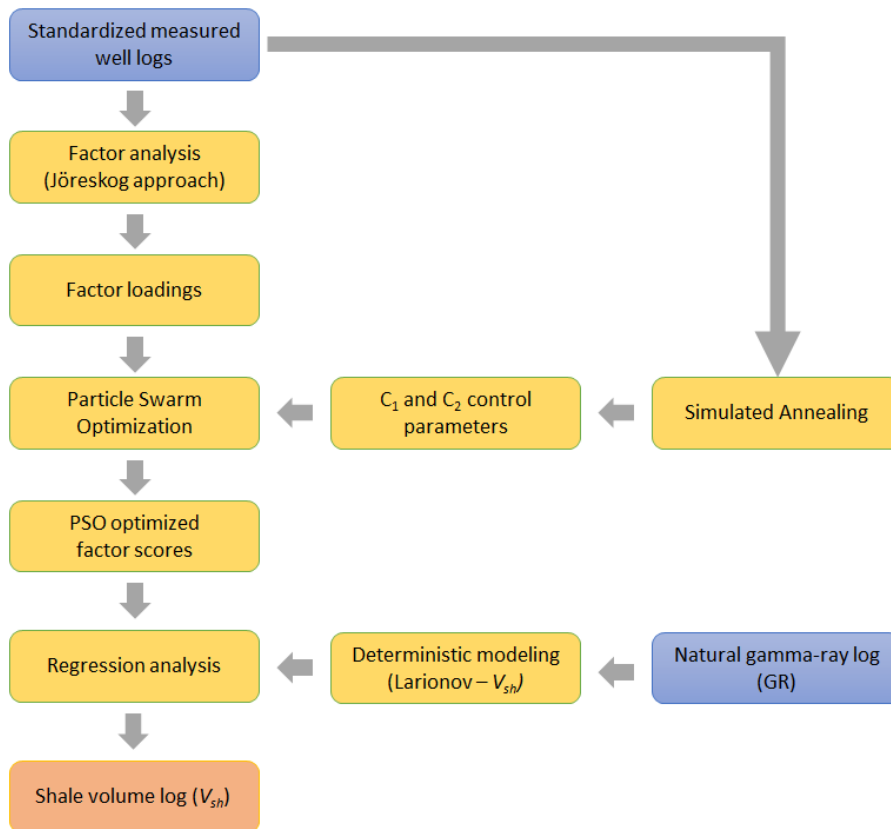 Standardized measured
well logs
Factor analysis
(Jöreskog approach)
Factor loadings
Particle Swarm
Optimization
C₁ and C₂ control
parameters
Simulated Annealing
PSO optimized
factor scores
Regression analysis
Deterministic modeling
(Larionov – Vsh)
Natural gamma-ray log
(GR)
Shale volume log (Vsh)